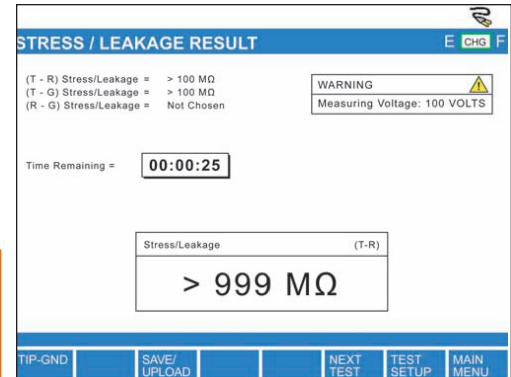 STRESS / LEAKAGE RESULT
E CHG F
(T - R) Stress/Leakage = > 100 MΩ
(T - G) Stress/Leakage = > 100 MΩ
(R - G) Stress/Leakage = Not Chosen
WARNING
Measuring Voltage: 100 VOLTS
Time Remaining = 00:00:25
Stress/Leakage (T-R)
> 999 MΩ
TIP-GND
SAVE/
UPLOAD
NEXT
TEST
TEST
SETUP
MAIN
MENU